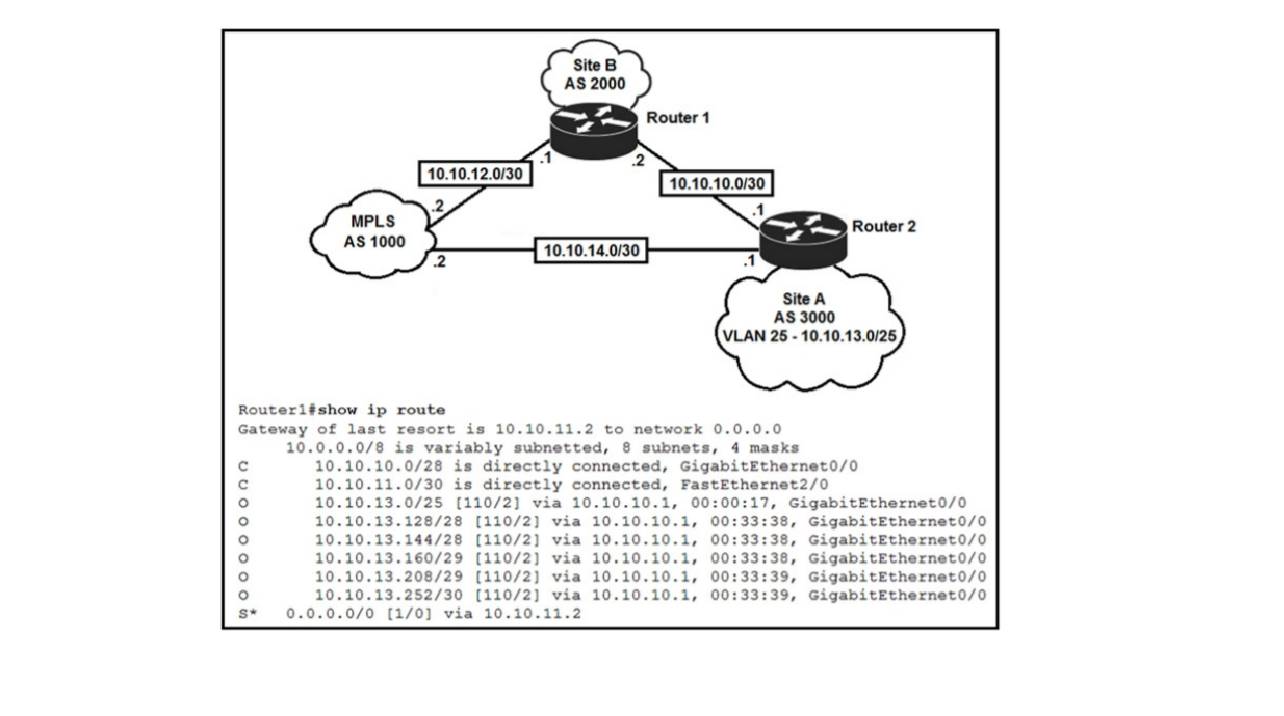 Site B
AS 2000
Router 1
.1
.2
10.10.12.0/30
10.10.10.0/30
.2
.1
MPLS
AS 1000
Router 2
10.10.14.0/30
.2
.1
Site A
AS 3000
VLAN 25 - 10.10.13.0/25
Router1#show ip route
Gateway of last resort is 10.10.11.2 to network 0.0.0.0
10.0.0.0/8 is variably subnetted, 8 subnets, 4 masks
C 10.10.10.0/28 is directly connected, GigabitEthernet0/0
C 10.10.11.0/30 is directly connected, FastEthernet2/0
O 10.10.13.0/25 [110/2] via 10.10.10.1, 00:00:17, GigabitEthernet0/0
O 10.10.13.128/28 [110/2] via 10.10.10.1, 00:33:38, GigabitEthernet0/0
O 10.10.13.144/28 [110/2] via 10.10.10.1, 00:33:38, GigabitEthernet0/0
O 10.10.13.160/29 [110/2] via 10.10.10.1, 00:33:38, GigabitEthernet0/0
O 10.10.13.208/29 [110/2] via 10.10.10.1, 00:33:39, GigabitEthernet0/0
O 10.10.13.252/30 [110/2] via 10.10.10.1, 00:33:39, GigabitEthernet0/0
S* 0.0.0.0/0 [1/0] via 10.10.11.2